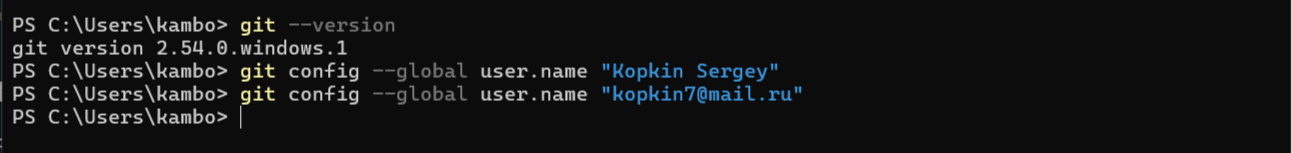 PS C:\Users\kambo> git --version
git version 2.54.0.windows.1
PS C:\Users\kambo> git config --global user.name "Kopkin Sergey"
PS C:\Users\kambo> git config --global user.name "kopkin7@mail.ru"
PS C:\Users\kambo>